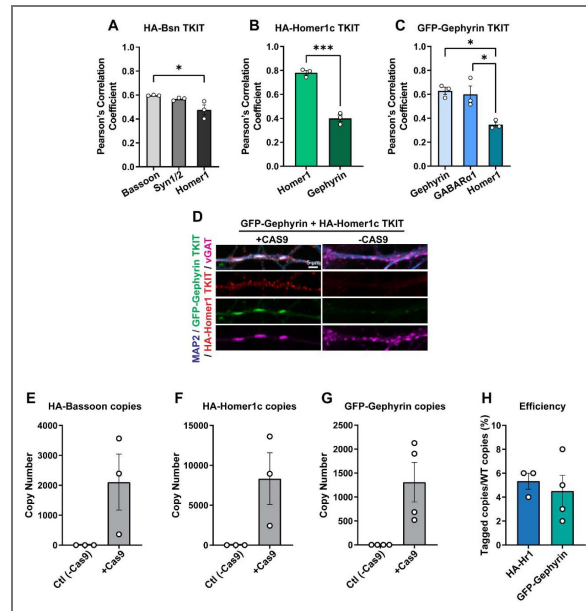 A
HA-Bsn TKIT
Pearson's Correlation
Coefficient
1.0
0.8
0.6
0.4
0.2
0.0
*
Bassoon
Syn1/2
Homer1
B
HA-Homer1c TKIT
Pearson's Correlation
Coefficient
1.0
0.8
0.6
0.4
0.2
0.0
***
Homer1
Gephyrin
C
GFP-Gephyrin TKIT
Pearson's Correlation
Coefficient
1.0
0.8
0.6
0.4
0.2
0.0
*
*
Gephyrin
GABARα1
Homer1
D
GFP-Gephyrin + HA-Homer1c TKIT
+CAS9
-CAS9
5 µm
MAP2 / GFP-Gephyrin TKIT
/ HA-Homer1 TKIT / vGAT
E
HA-Bassoon copies
Copy Number
4000
3000
2000
1000
0
Ctl (-Cas9)
+Cas9
F
HA-Homer1c copies
Copy Number
15000
10000
5000
0
Ctl (-Cas9)
+Cas9
G
GFP-Gephyrin copies
Copy Number
2500
2000
1500
1000
500
0
Ctl (-Cas9)
+Cas9
H
Efficiency
Tagged copies/WT copies (%)
10
8
6
4
2
0
HA-Hr1
GFP-Gephyrin